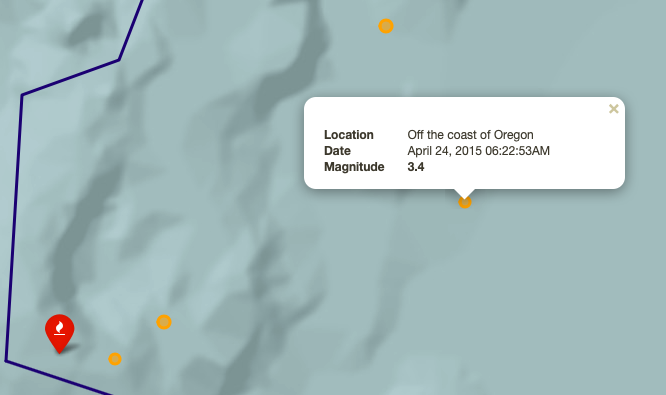 ×
Location Off the coast of Oregon
Date April 24, 2015 06:22:53AM
Magnitude 3.4